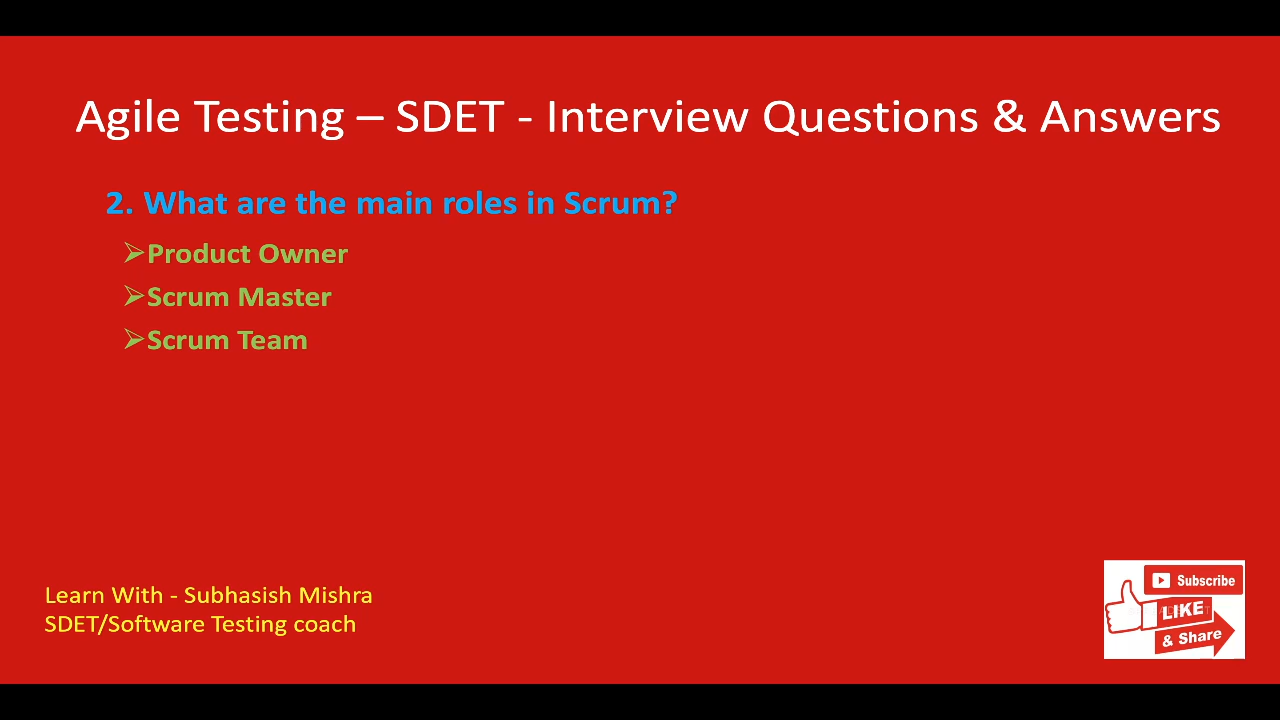 Agile Testing – SDET - Interview Questions & Answers
2. What are the main roles in Scrum?
➢Product Owner
➢Scrum Master
➢Scrum Team
Learn With - Subhasish Mishra
SDET/Software Testing coach
Subscribe
LIKE
& Share